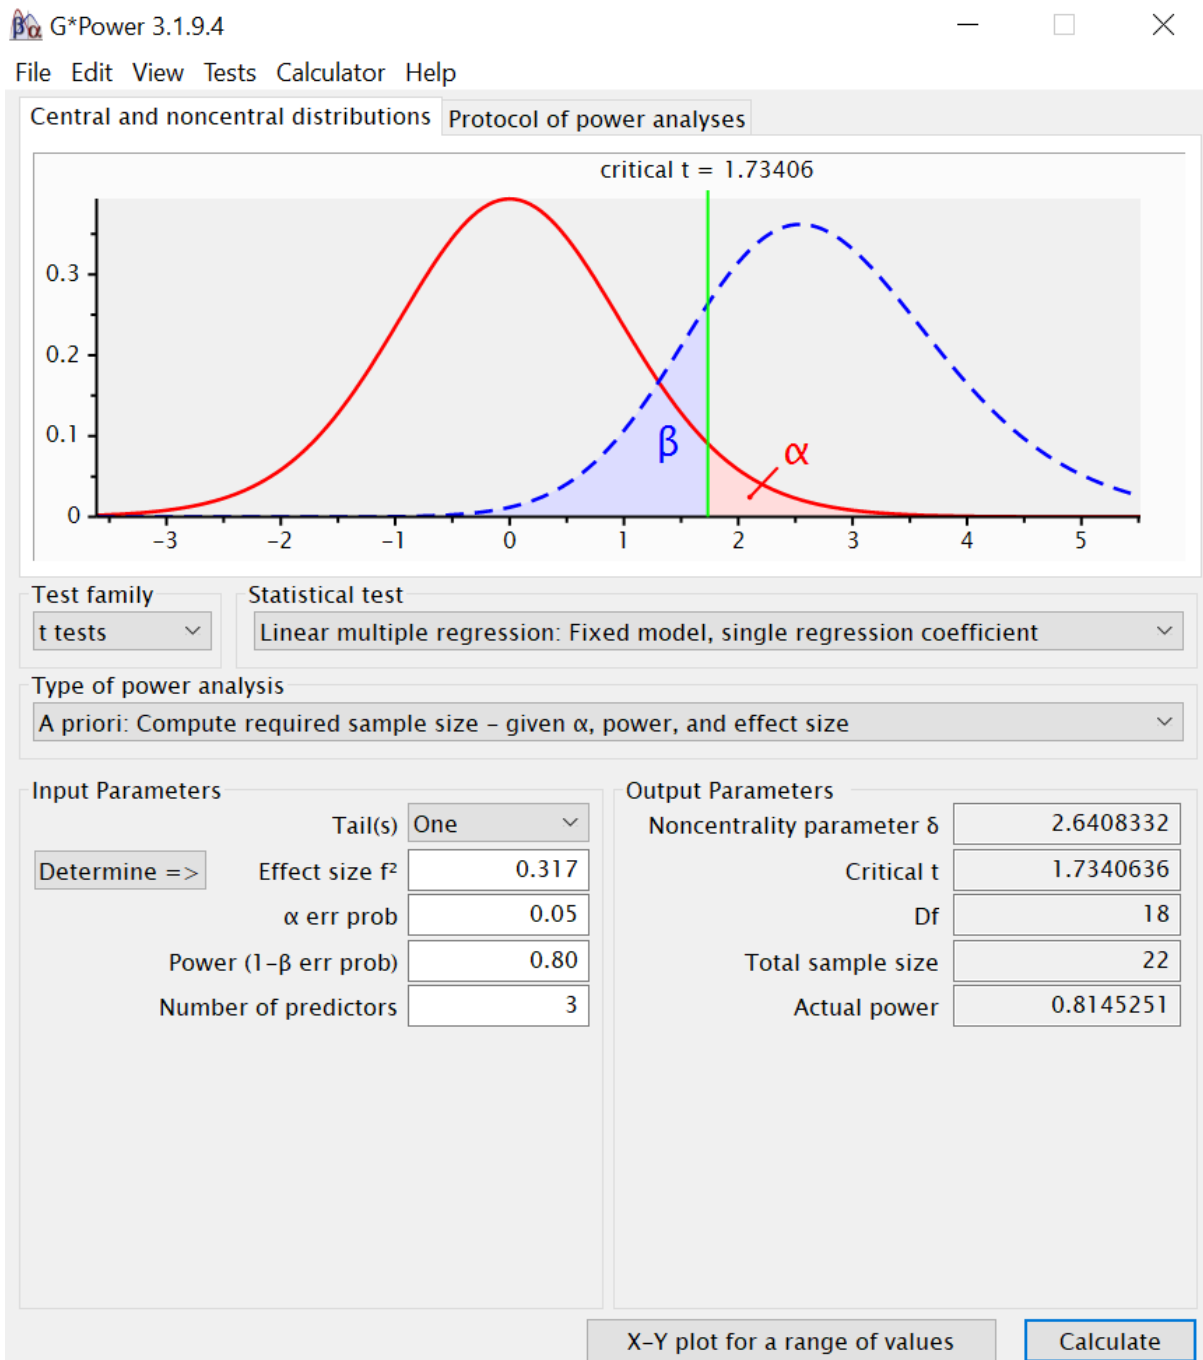 G*Power 3.1.9.4
File Edit View Tests Calculator Help
Central and noncentral distributions Protocol of power analyses
critical t = 1.73406
0.3
0.2
0.1
0
β
α
-3 -2 -1 0 1 2 3 4 5
Test family Statistical test
t tests Linear multiple regression: Fixed model, single regression coefficient
Type of power analysis
A priori: Compute required sample size – given α, power, and effect size
Input Parameters Output Parameters
Tail(s) One Noncentrality parameter δ 2.6408332
Determine => Effect size f² 0.317 Critical t 1.7340636
α err prob 0.05 Df 18
Power (1-β err prob) 0.80 Total sample size 22
Number of predictors 3 Actual power 0.8145251
X-Y plot for a range of values Calculate